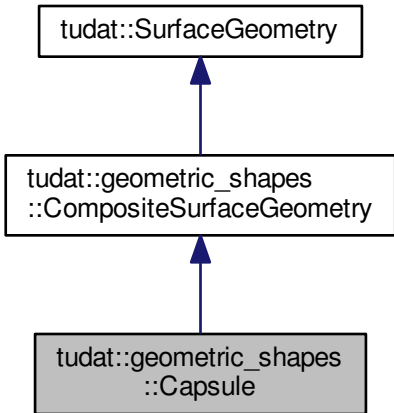 tudat::SurfaceGeometry
tudat::geometric_shapes
::CompositeSurfaceGeometry
tudat::geometric_shapes
::Capsule